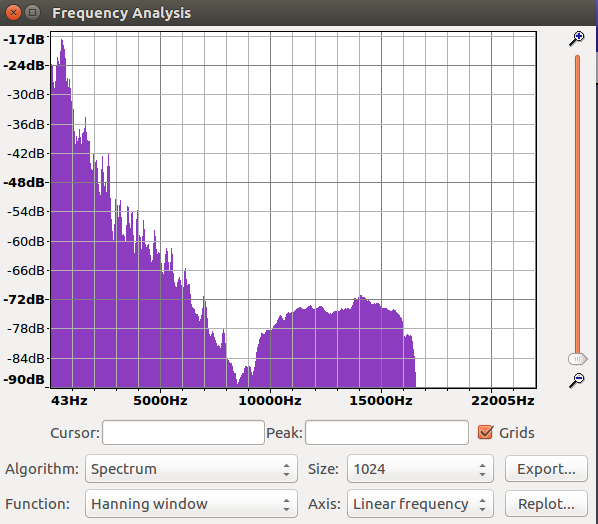 Frequency Analysis
-17dB
-24dB
-30dB
-36dB
-42dB
-48dB
-54dB
-60dB
-66dB
-72dB
-78dB
-84dB
-90dB
43Hz 5000Hz 10000Hz 15000Hz 22005Hz
Cursor: Peak: Grids
Algorithm: Spectrum Size: 1024 Export...
Function: Hanning window Axis: Linear frequency Replot...